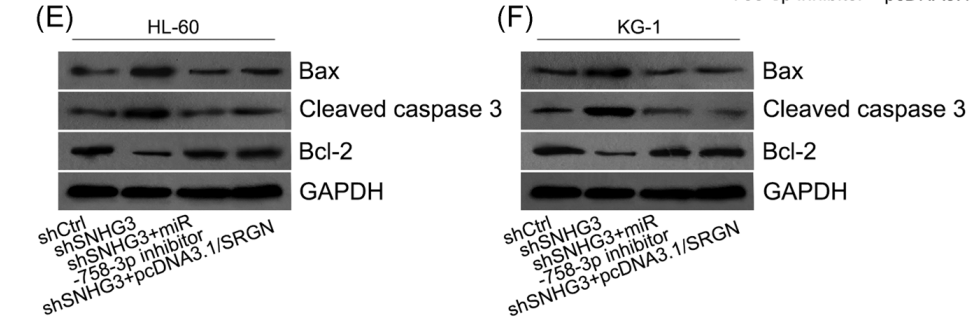 (E)
HL-60
Bax
Cleaved caspase 3
Bcl-2
GAPDH
shCtrl
shSNHG3
shSNHG3+miR
-758-3p inhibitor
shSNHG3+pcDNA3.1/SRGN
(F)
KG-1
Bax
Cleaved caspase 3
Bcl-2
GAPDH
shCtrl
shSNHG3
shSNHG3+miR
-758-3p inhibitor
shSNHG3+pcDNA3.1/SRGN